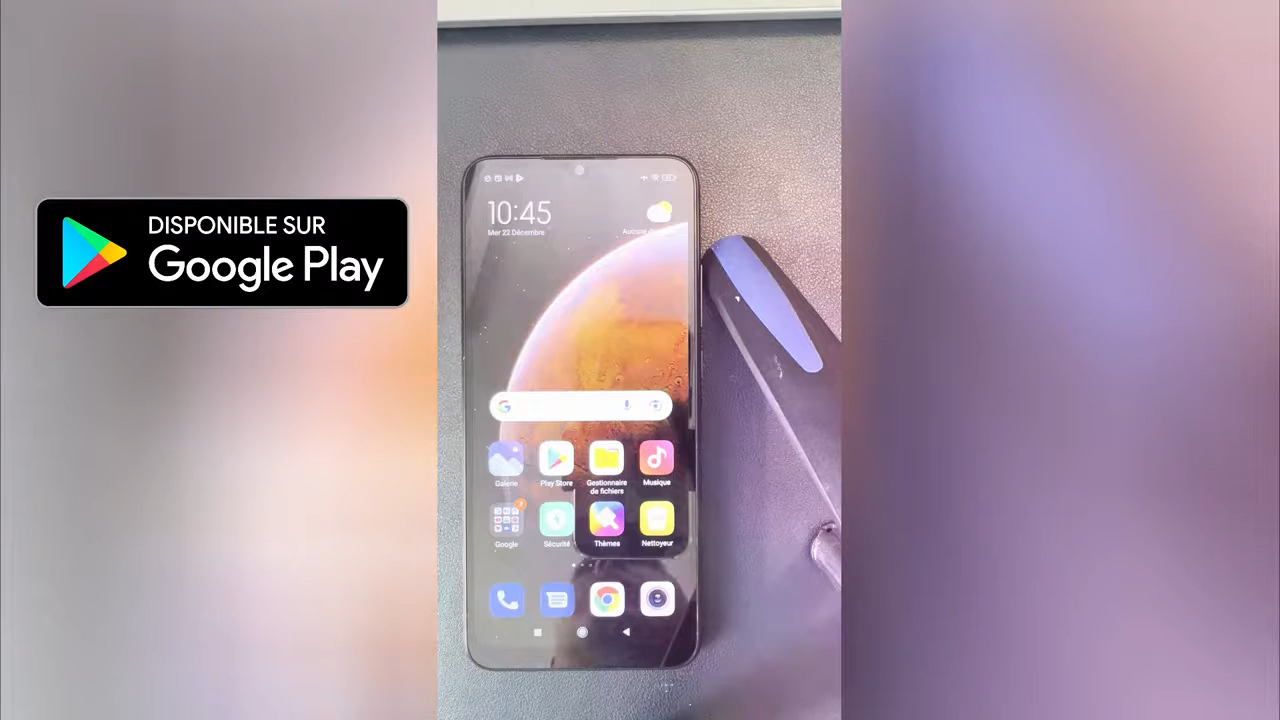 DISPONIBLE SUR
Google Play
10:45
Mer 22 Décembre
Galerie
Play Store
Gestionnaire
de fichiers
Musique
Google
Sécurité
Thèmes
Nettoyeur